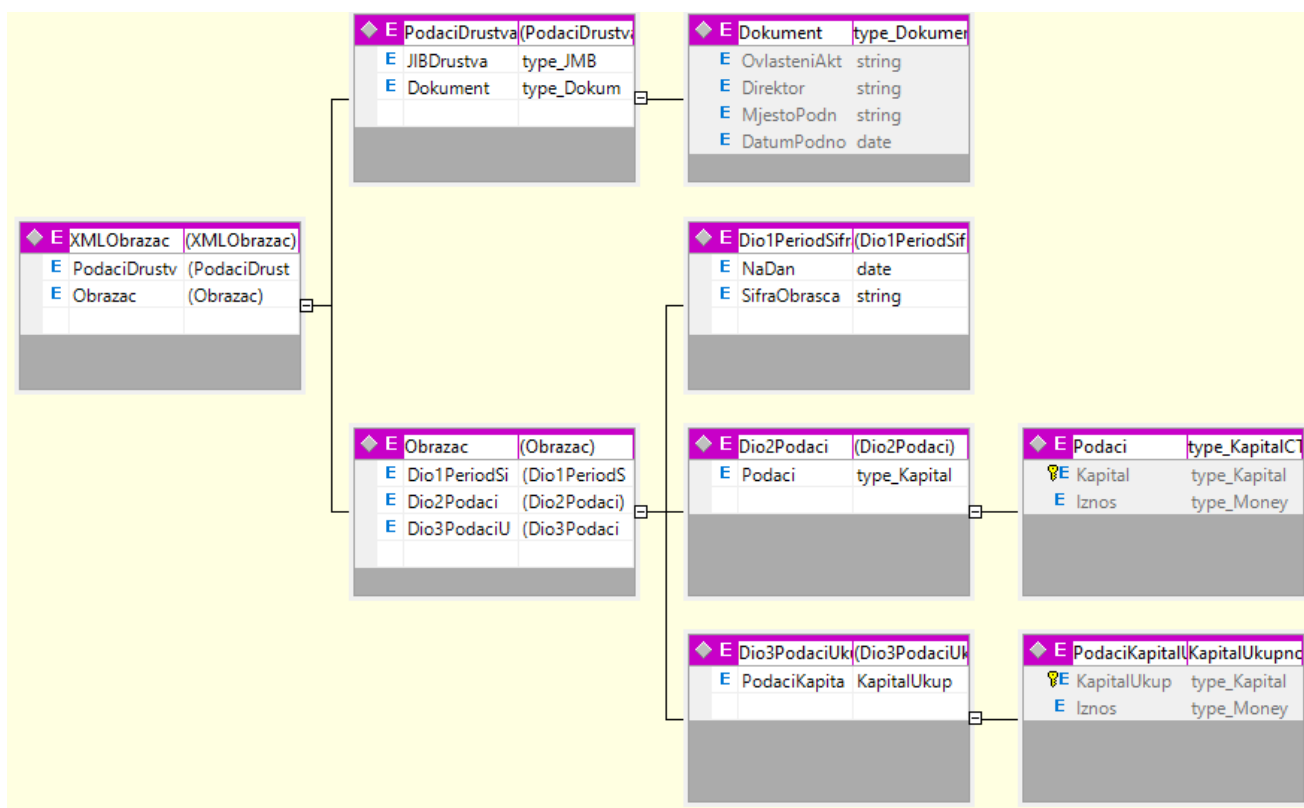 E PodaciDrustva (PodaciDrustva
E JIBDrustva type_JMB
E Dokument type_Dokum
E Dokument type_Dokumen
E OvlasteniAkt string
E Direktor string
E MjestoPodn string
E DatumPodno date
E XMLObrazac (XMLObrazac)
E PodaciDrustv (PodaciDrust
E Obrazac (Obrazac)
E Dio1PeriodSifr (Dio1PeriodSif
E NaDan date
E SifraObrasca string
E Obrazac (Obrazac)
E Dio1PeriodSi (Dio1PeriodS
E Dio2Podaci (Dio2Podaci)
E Dio3PodaciU (Dio3Podaci
E Dio2Podaci (Dio2Podaci)
E Podaci type_Kapital
E Podaci type_KapitalCT
E Kapital type_Kapital
E Iznos type_Money
E Dio3PodaciUku (Dio3PodaciUk
E PodaciKapita KapitalUkup
E PodaciKapitalU KapitalUkupno
E KapitalUkup type_Kapital
E Iznos type_Money